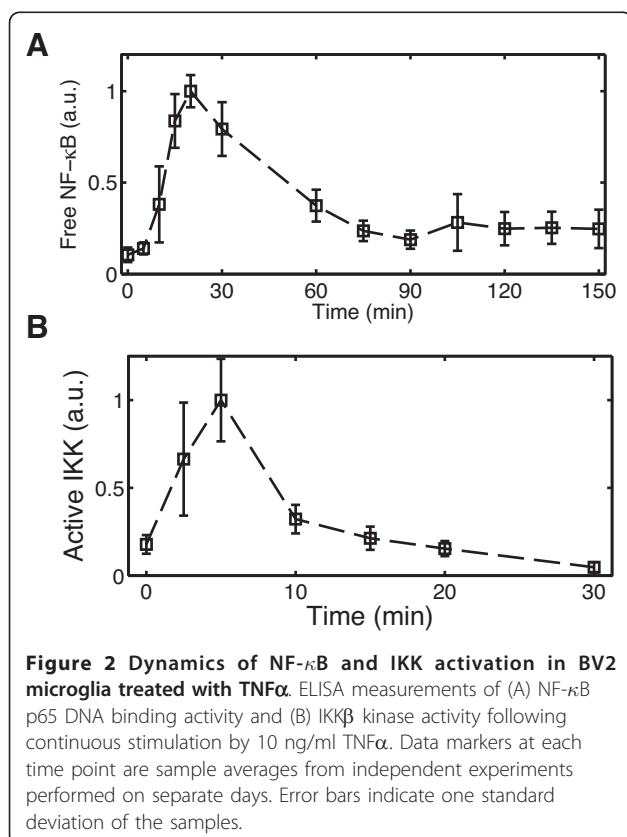 A
Free NF-κB (a.u.)
1
0.5
0
0 30 60 90 120 150
Time (min)
B
Active IKK (a.u.)
1
0.5
0
0 10 20 30
Time (min)
Figure 2 Dynamics of NF-κB and IKK activation in BV2
microglia treated with TNFα. ELISA measurements of (A) NF-κB
p65 DNA binding activity and (B) IKKβ kinase activity following
continuous stimulation by 10 ng/ml TNFα. Data markers at each
time point are sample averages from independent experiments
performed on separate days. Error bars indicate one standard
deviation of the samples.